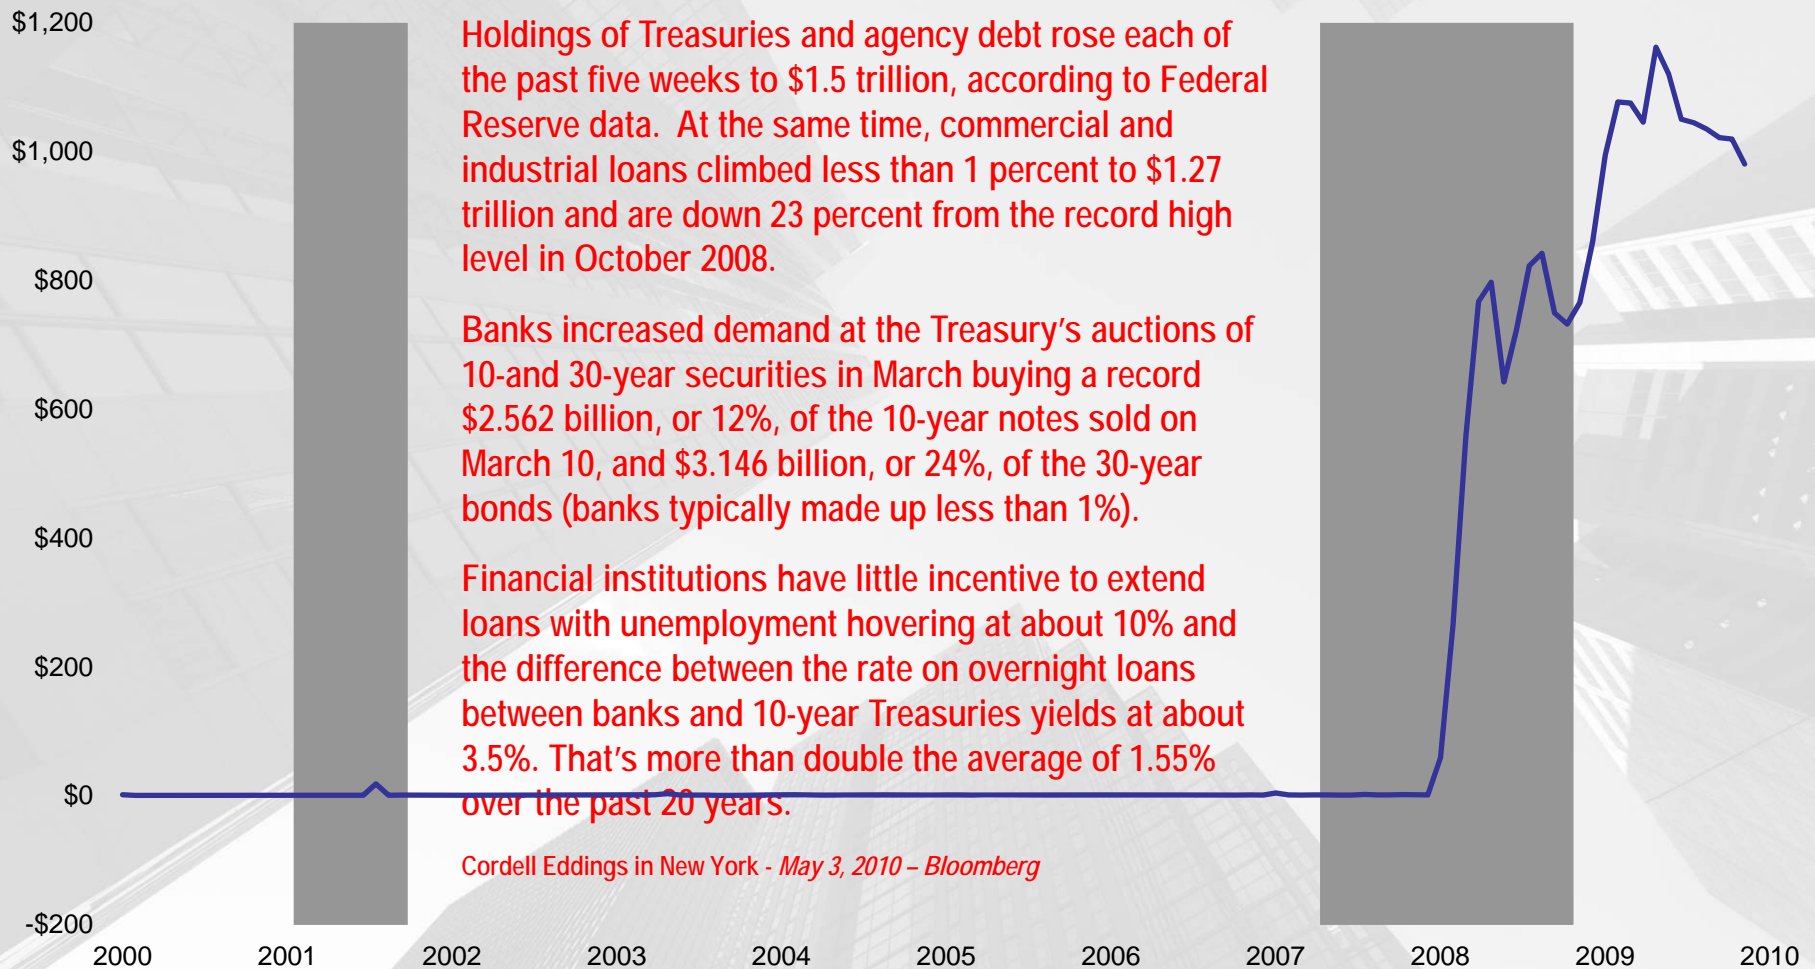 $1,200
$1,000
$800
$600
$400
$200
$0
-$200
Holdings of Treasuries and agency debt rose each of
the past five weeks to $1.5 trillion, according to Federal
Reserve data.  At the same time, commercial and
industrial loans climbed less than 1 percent to $1.27
trillion and are down 23 percent from the record high
level in October 2008.
Banks increased demand at the Treasury’s auctions of
10-and 30-year securities in March buying a record
$2.562 billion, or 12%, of the 10-year notes sold on
March 10, and $3.146 billion, or 24%, of the 30-year
bonds (banks typically made up less than 1%).
Financial institutions have little incentive to extend
loans with unemployment hovering at about 10% and
the difference between the rate on overnight loans
between banks and 10-year Treasuries yields at about
3.5%. That’s more than double the average of 1.55%
over the past 20 years.
Cordell Eddings in New York - May 3, 2010 – Bloomberg
2000 2001 2002 2003 2004 2005 2006 2007 2008 2009 2010